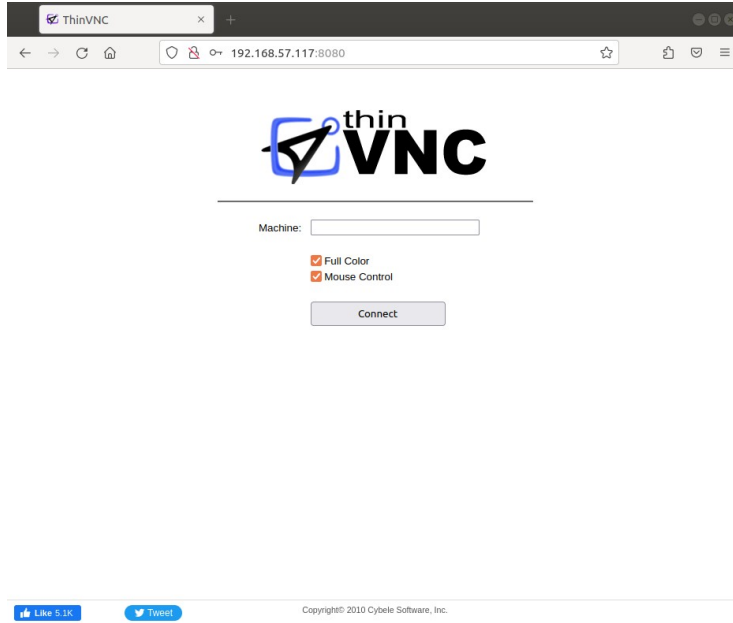 ThinVNC
192.168.57.117:8080
thin
VNC
Machine:
Full Color
Mouse Control
Connect
Like 5.1K
Tweet
Copyright© 2010 Cybele Software, Inc.